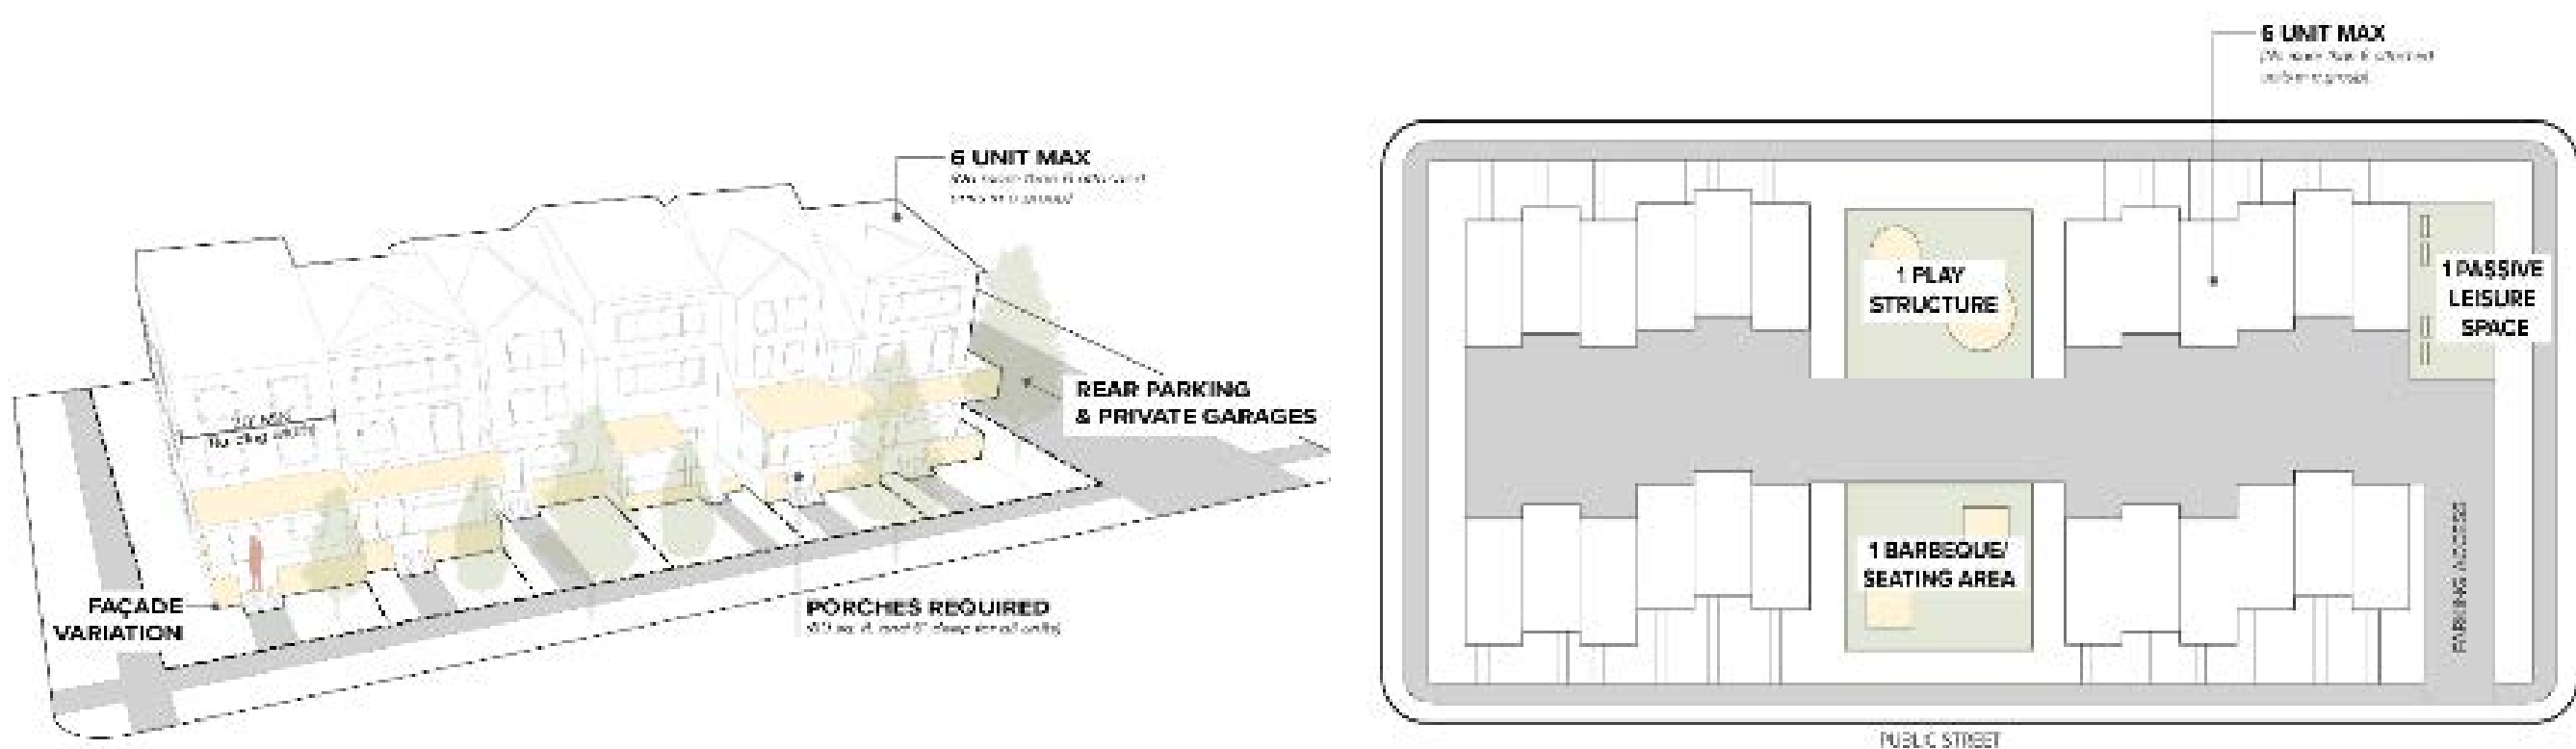 6 UNIT MAX
REAR PARKING
& PRIVATE GARAGES
FAÇADE
VARIATION
PORCHES REQUIRED
6 UNIT MAX
1 PLAY
STRUCTURE
1 PASSIVE
LEISURE
SPACE
1 BARBEQUE/
SEATING AREA
PARKING ACCESS
PUBLIC STREET